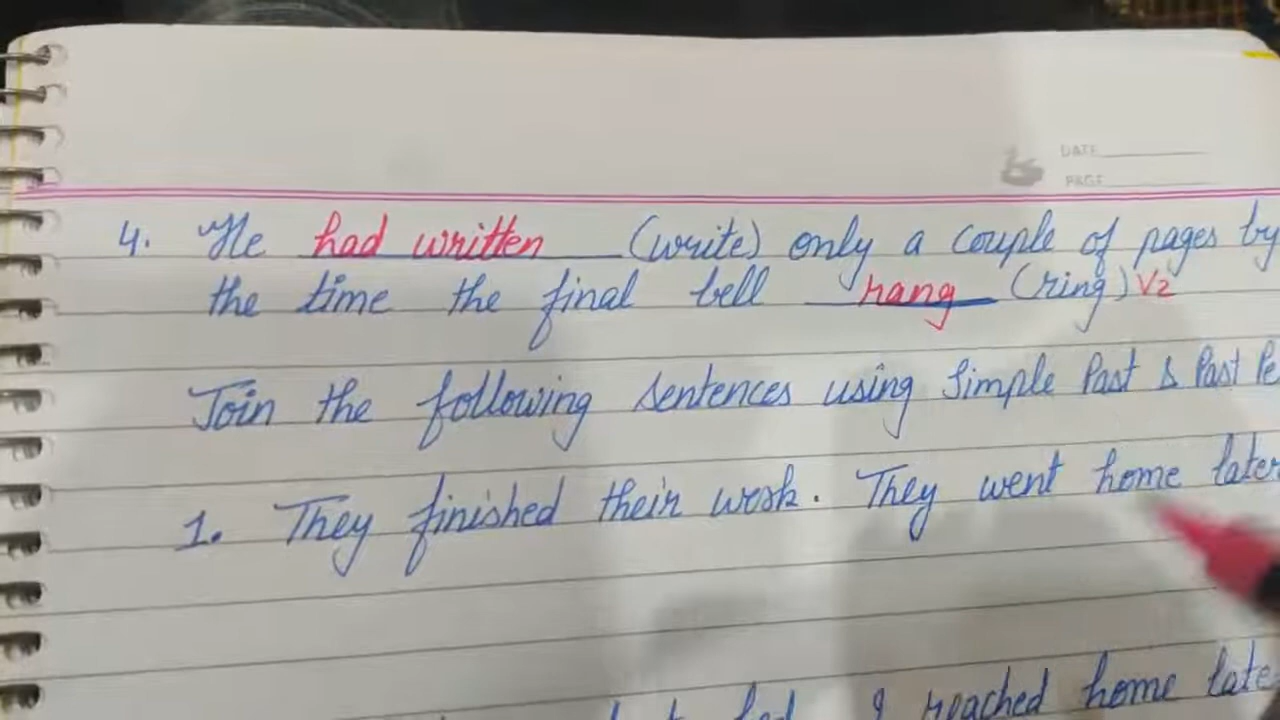 DATE
PAGE
4. He had written (write) only a couple of pages by
the time the final bell rang (ring) V2
Join the following sentences using Simple Past & Past Pe
1. They finished their work. They went home later
I reached home late